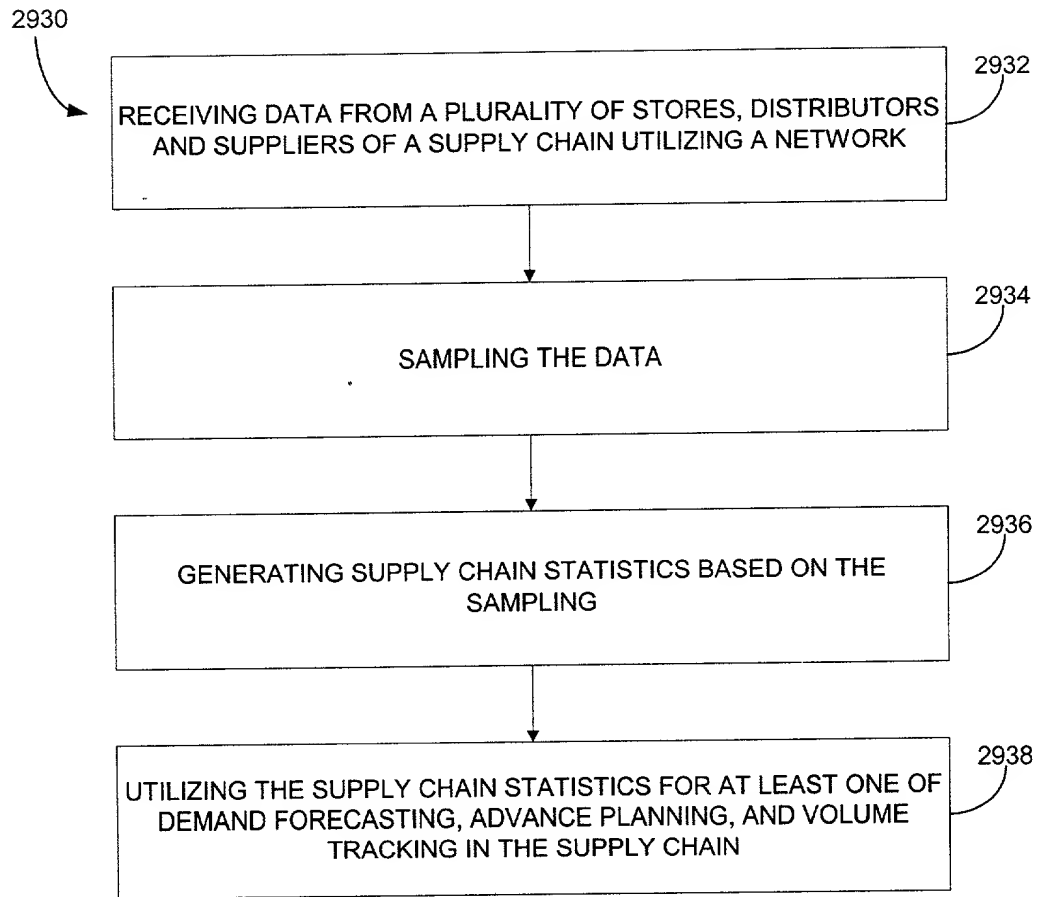 2930
2932
RECEIVING DATA FROM A PLURALITY OF STORES, DISTRIBUTORS
AND SUPPLIERS OF A SUPPLY CHAIN UTILIZING A NETWORK
2934
SAMPLING THE DATA
2936
GENERATING SUPPLY CHAIN STATISTICS BASED ON THE
SAMPLING
2938
UTILIZING THE SUPPLY CHAIN STATISTICS FOR AT LEAST ONE OF
DEMAND FORECASTING, ADVANCE PLANNING, AND VOLUME
TRACKING IN THE SUPPLY CHAIN